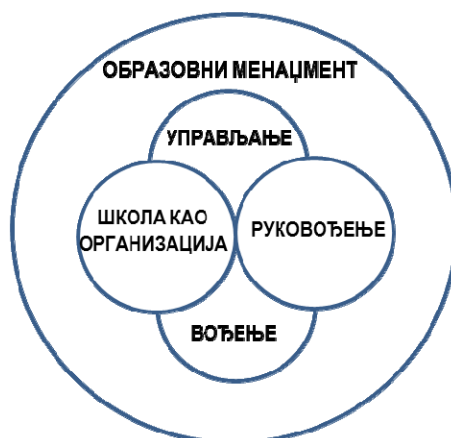 ОБРАЗОВНИ МЕНАЏМЕНТ
УПРАВЉАЊЕ
ШКОЛА КАО
ОРГАНИЗАЦИЈА
РУКОВОЂЕЊЕ
ВОЂЕЊЕ